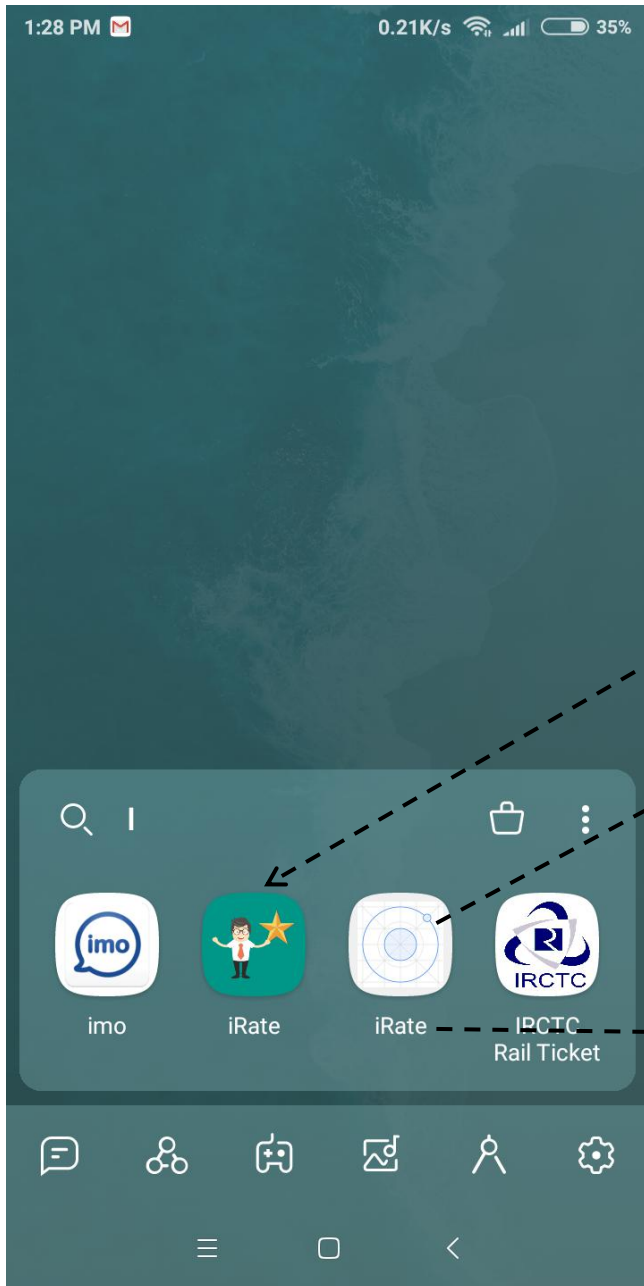 1:28 PM 0.21K/s 35%
I
imo
IRCTC
imo iRate iRate IRCTC
Rail Ticket